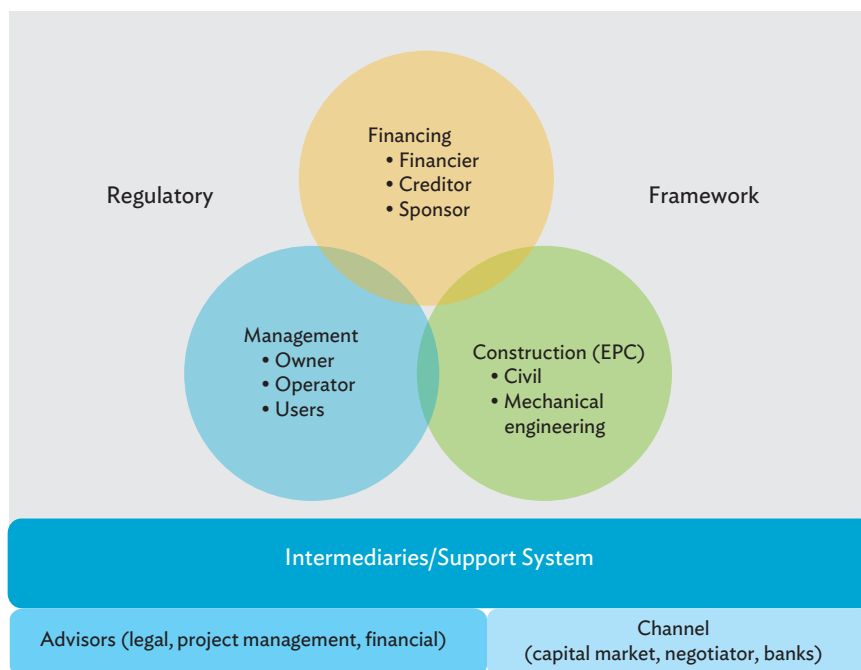 Financing
• Financier
• Creditor
• Sponsor
Regulatory
Framework
Management
• Owner
• Operator
• Users
Construction (EPC)
• Civil
• Mechanical
engineering
Intermediaries/Support System
Advisors (legal, project management, financial)
Channel
(capital market, negotiator, banks)